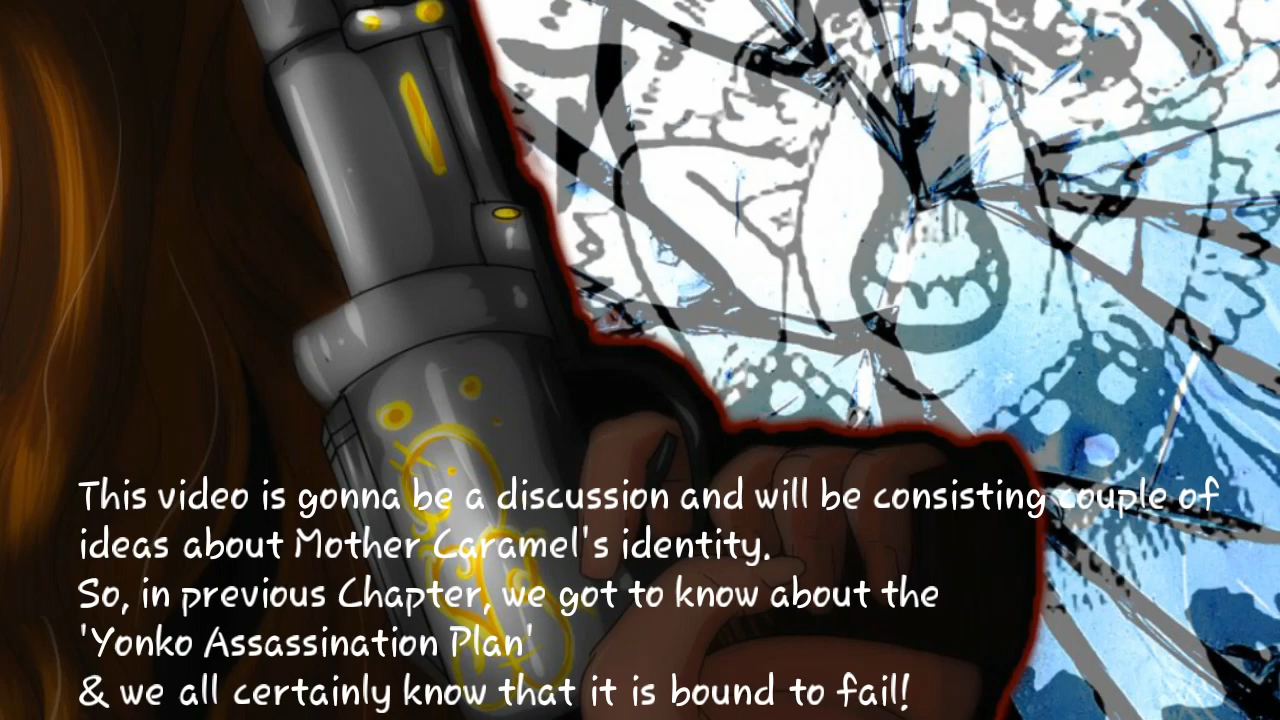 This video is gonna be a discussion and will be consisting couple of
ideas about Mother Caramel's identity.
So, in previous Chapter, we got to know about the
'Yonko Assassination Plan'
& we all certainly know that it is bound to fail!